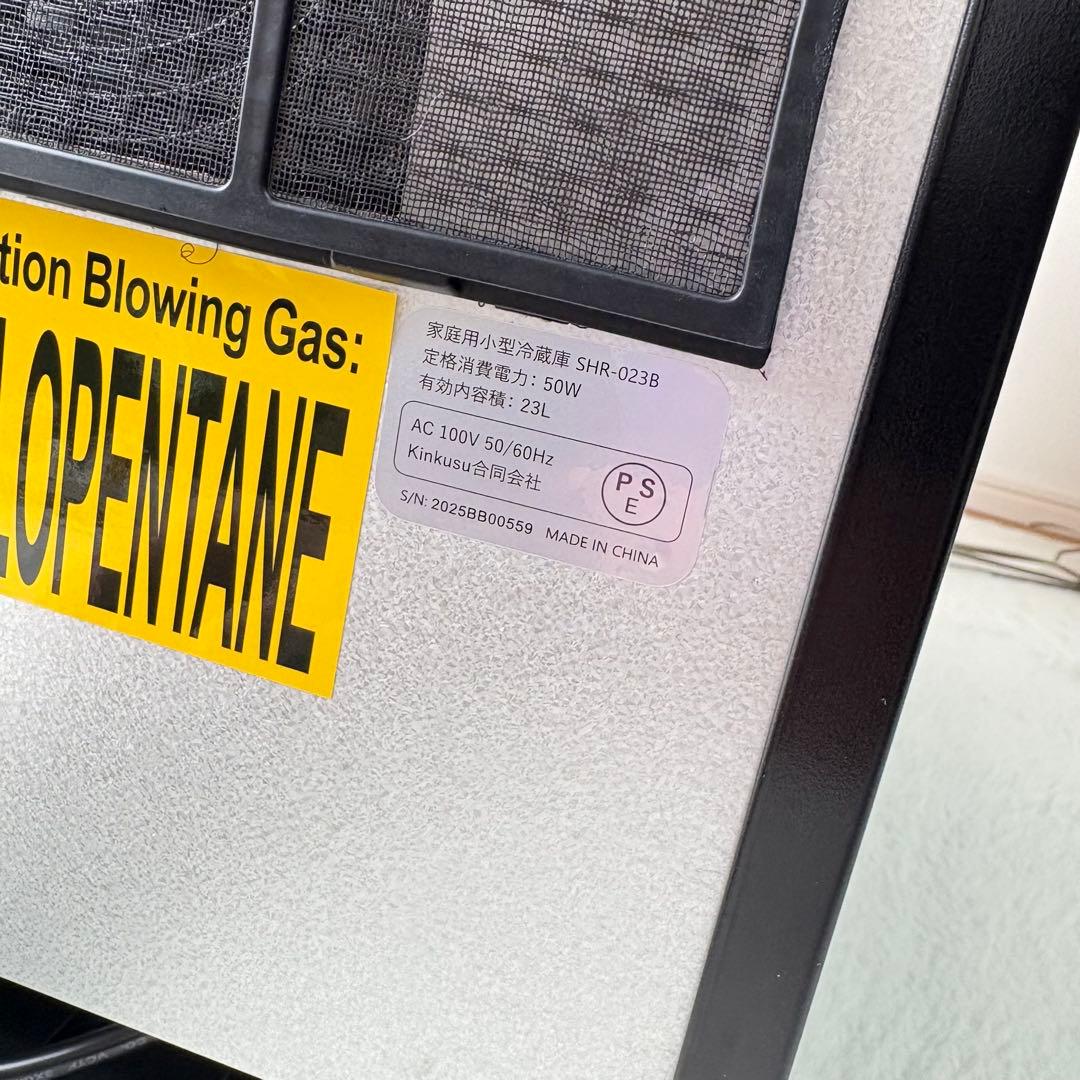 tion Blowing Gas:
LOPENTANE
家庭用小型冷蔵庫 SHR-023B
定格消費電力：50W
有効内容積：23L
AC 100V 50/60Hz
Kinkusu合同会社
PS
E
S/N: 2025BB00559 MADE IN CHINA